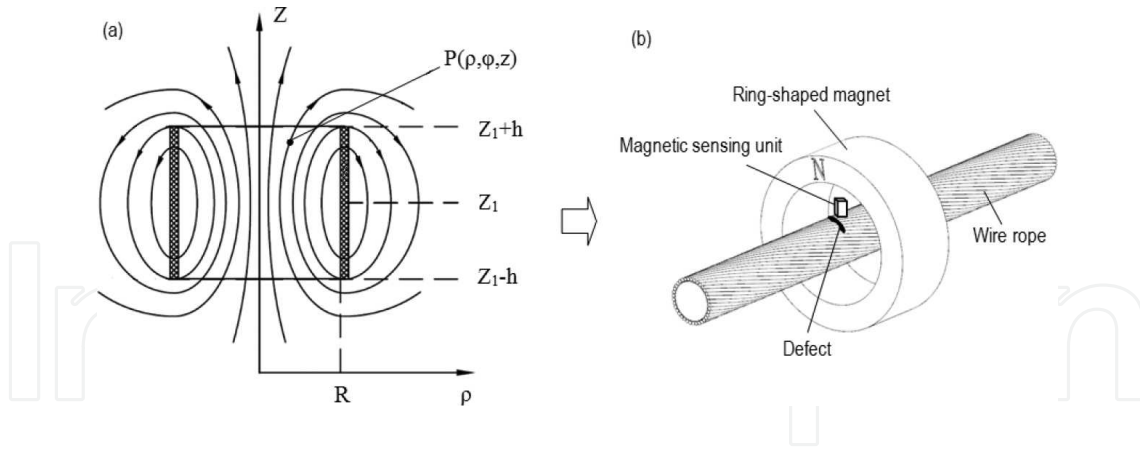 (a)
Z
P(ρ,φ,z)
Z₁+h
Z₁
Z₁-h
R
ρ
(b)
Ring-shaped magnet
Magnetic sensing unit
N
Wire rope
Defect